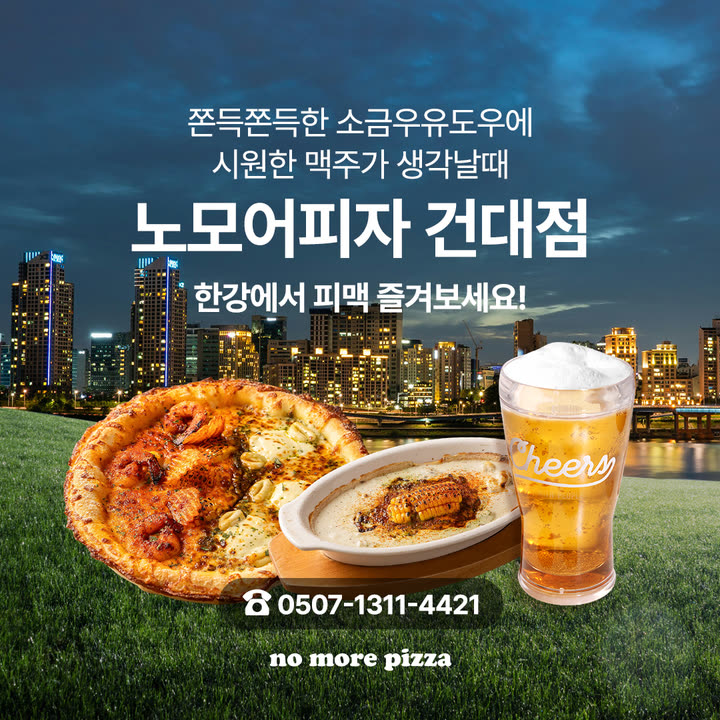 쫀득쫀득한 소금우유도우에
시원한 맥주가 생각날때
노모어피자 건대점
한강에서 피맥 즐겨보세요!
Cheers
☎ 0507-1311-4421
no more pizza